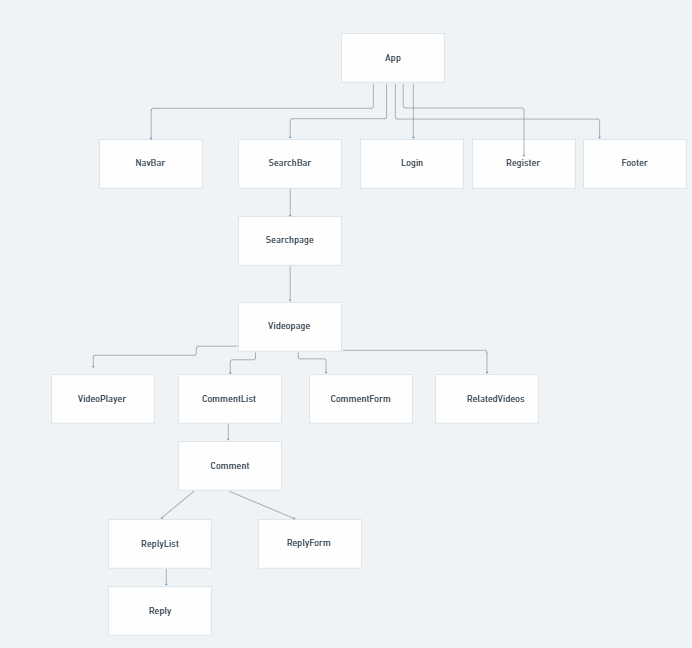 App
NavBar
SearchBar
Login
Register
Footer
Searchpage
Videopage
VideoPlayer
CommentList
CommentForm
RelatedVideos
Comment
ReplyList
ReplyForm
Reply